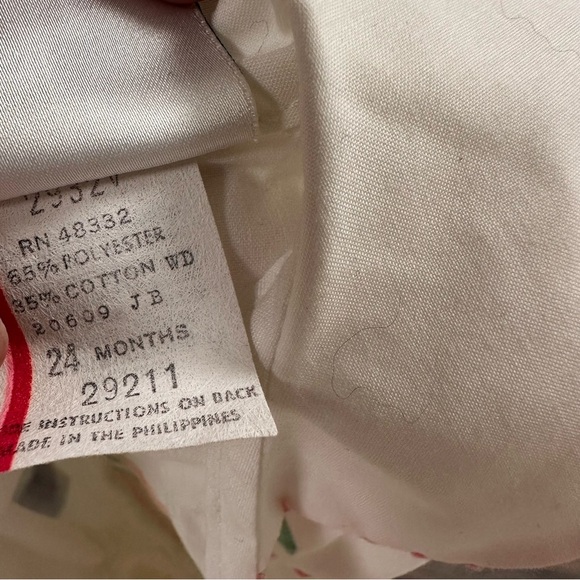 RN 48332
65% POLYESTER
35% COTTON WD
20609 JB
24 MONTHS
29211
INSTRUCTIONS ON BACK
MADE IN THE PHILIPPINES